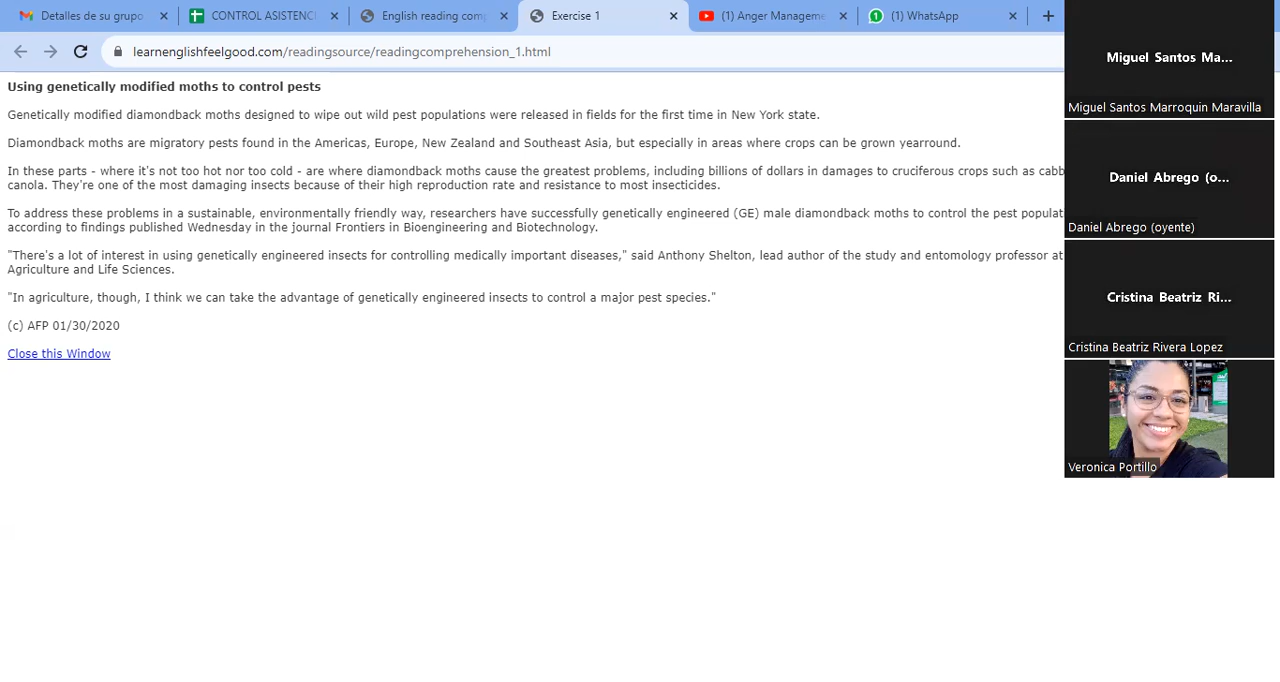 Detalles de su grupo
CONTROL ASISTENC
English reading com
Exercise 1
(1) Anger Manageme
(1) WhatsApp
learnenglishfeelgood.com/readingsource/readingcomprehension_1.html
Using genetically modified moths to control pests
Genetically modified diamondback moths designed to wipe out wild pest populations were released in fields for the first time in New York state.
Diamondback moths are migratory pests found in the Americas, Europe, New Zealand and Southeast Asia, but especially in areas where crops can be grown yearround.
In these parts - where it's not too hot nor too cold - are where diamondback moths cause the greatest problems, including billions of dollars in damages to cruciferous crops such as cabb
canola. They're one of the most damaging insects because of their high reproduction rate and resistance to most insecticides.
To address these problems in a sustainable, environmentally friendly way, researchers have successfully genetically engineered (GE) male diamondback moths to control the pest populat
according to findings published Wednesday in the journal Frontiers in Bioengineering and Biotechnology.
"There's a lot of interest in using genetically engineered insects for controlling medically important diseases," said Anthony Shelton, lead author of the study and entomology professor at
Agriculture and Life Sciences.
"In agriculture, though, I think we can take the advantage of genetically engineered insects to control a major pest species."
(c) AFP 01/30/2020
Close this Window
Miguel Santos Ma...
Miguel Santos Marroquin Maravilla
Daniel Abrego (o...
Daniel Abrego (oyente)
Cristina Beatriz Ri...
Cristina Beatriz Rivera Lopez
Veronica Portillo